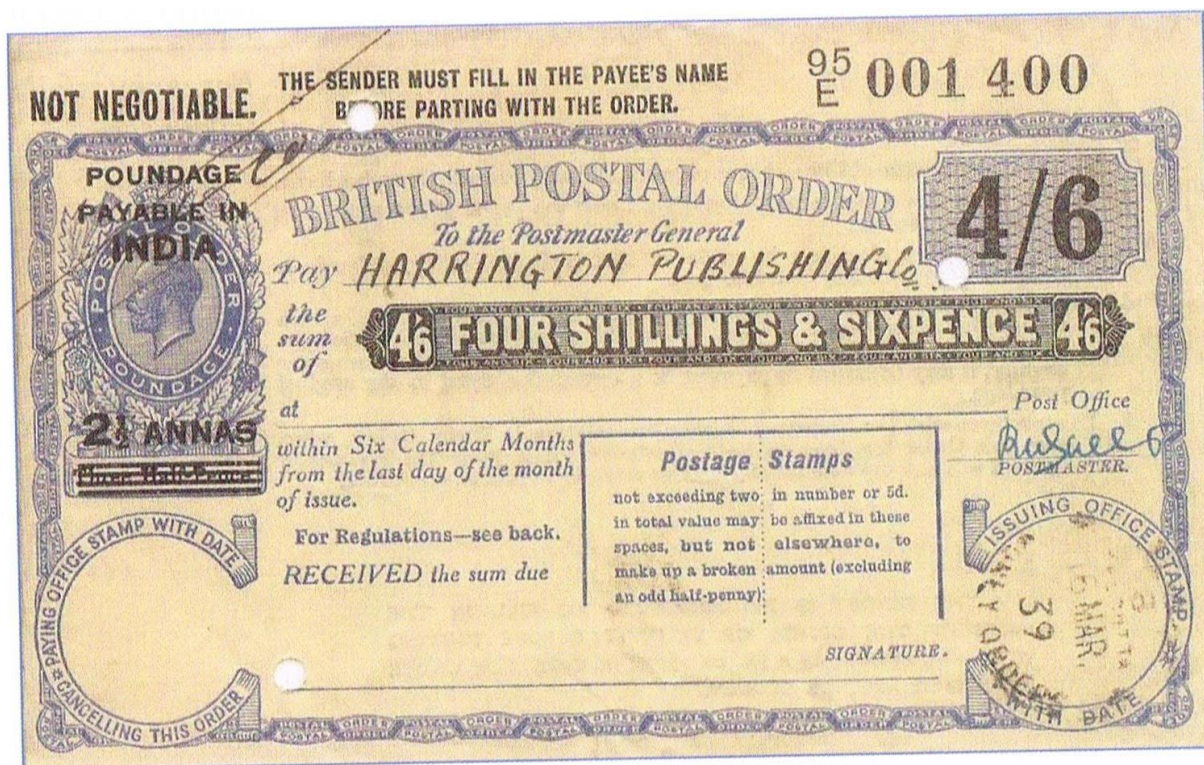 NOT NEGOTIABLE.
THE SENDER MUST FILL IN THE PAYEE'S NAME
BEFORE PARTING WITH THE ORDER.
95
E 001 400
POUNDAGE
PAYABLE IN
INDIA
POSTAL ORDER
POUNDAGE
2½ ANNAS
Three Half-Pence
BRITISH POSTAL ORDER
4/6
To the Postmaster General
Pay HARRINGTON PUBLISHING Co
the
sum
of
4/6 FOUR SHILLINGS & SIXPENCE 4/6
at
Post Office
POSTMASTER.
within Six Calendar Months
from the last day of the month
of issue.
For Regulations—see back.
RECEIVED the sum due
Postage Stamps
not exceeding two in number or 5d.
in total value may be affixed in these
spaces, but not elsewhere, to
make up a broken amount (excluding
an odd half-penny)
SIGNATURE.
PAYING OFFICE STAMP WITH DATE
CANCELLING THIS ORDER
ISSUING OFFICE STAMP
WITH DATE
15 MAR.
39